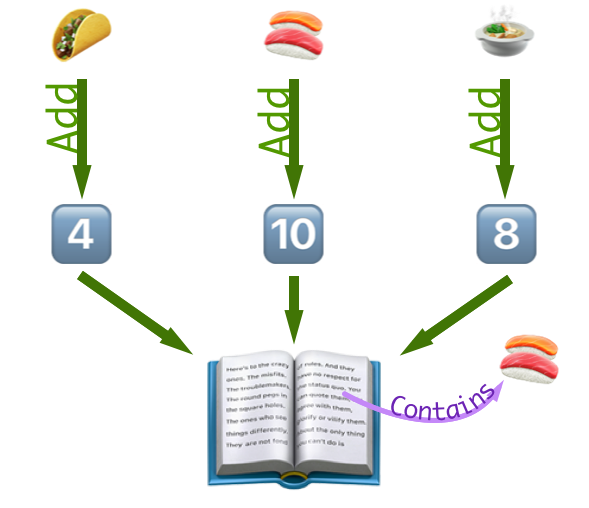 Add
Add
Add
4
10
8
Here's to the crazy
ones. The misfits.
The troublemakers.
The round pegs in
the square holes.
The ones who see
things differently.
They are not fond
of rules. And they
have no respect for
the status quo. You
can quote them,
agree with them,
glorify or vilify them.
about the only thing
you can't do is
Contains